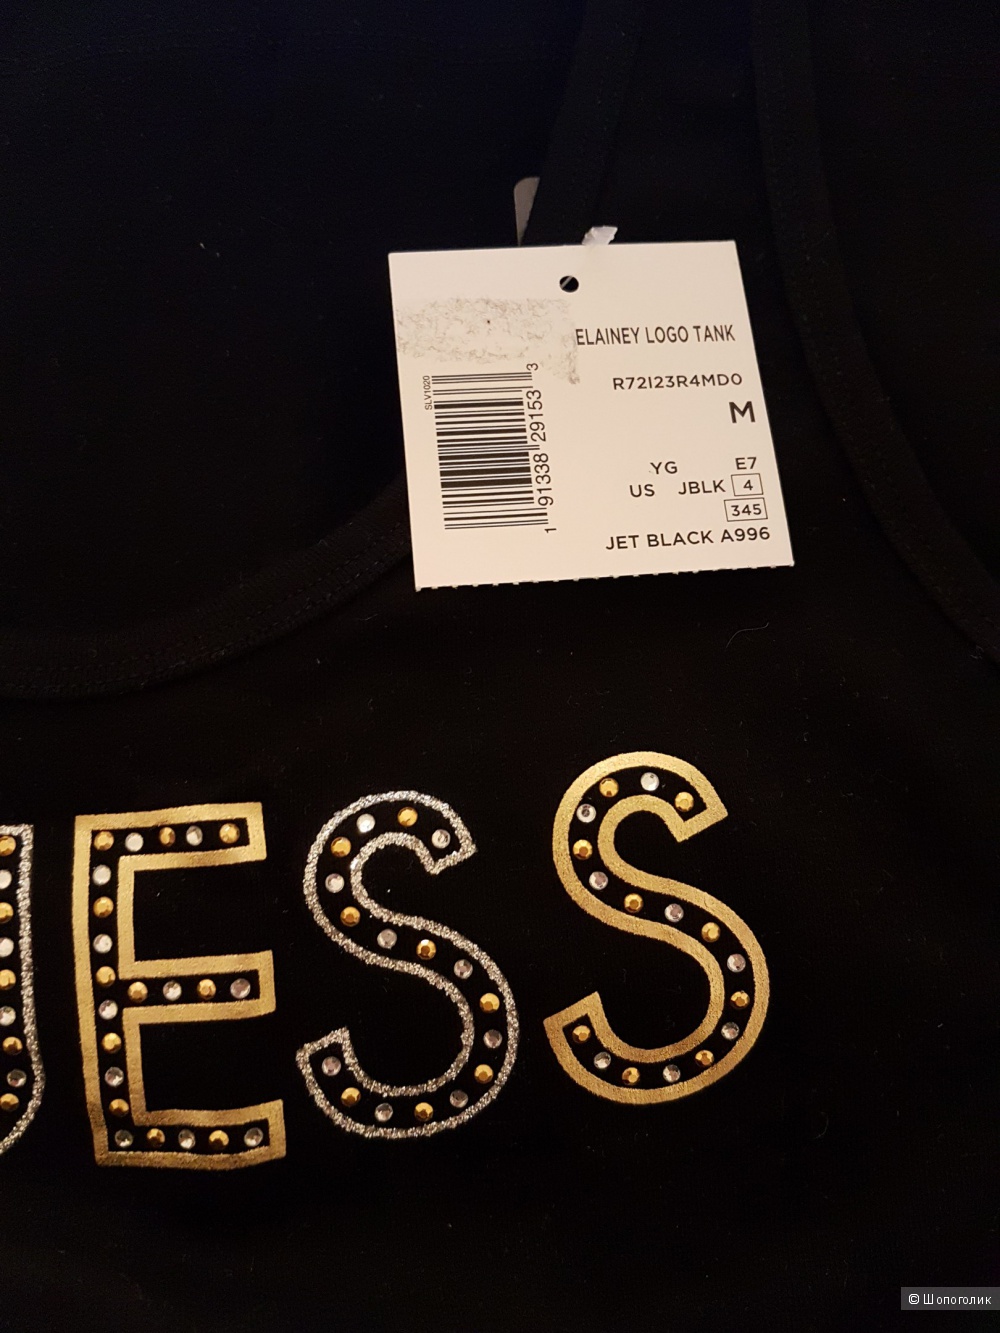 ELAINEY LOGO TANK
R72I23R4MD0
M
SLV1020
1 91338 29153 3
YG E7
US JBLK 4
345
JET BLACK A996
UESS
© Шопоголик